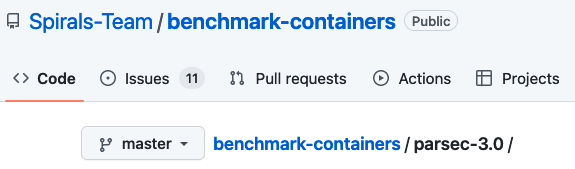 Spirals-Team / benchmark-containers Public
Code Issues 11 Pull requests Actions Projects
master benchmark-containers / parsec-3.0 /